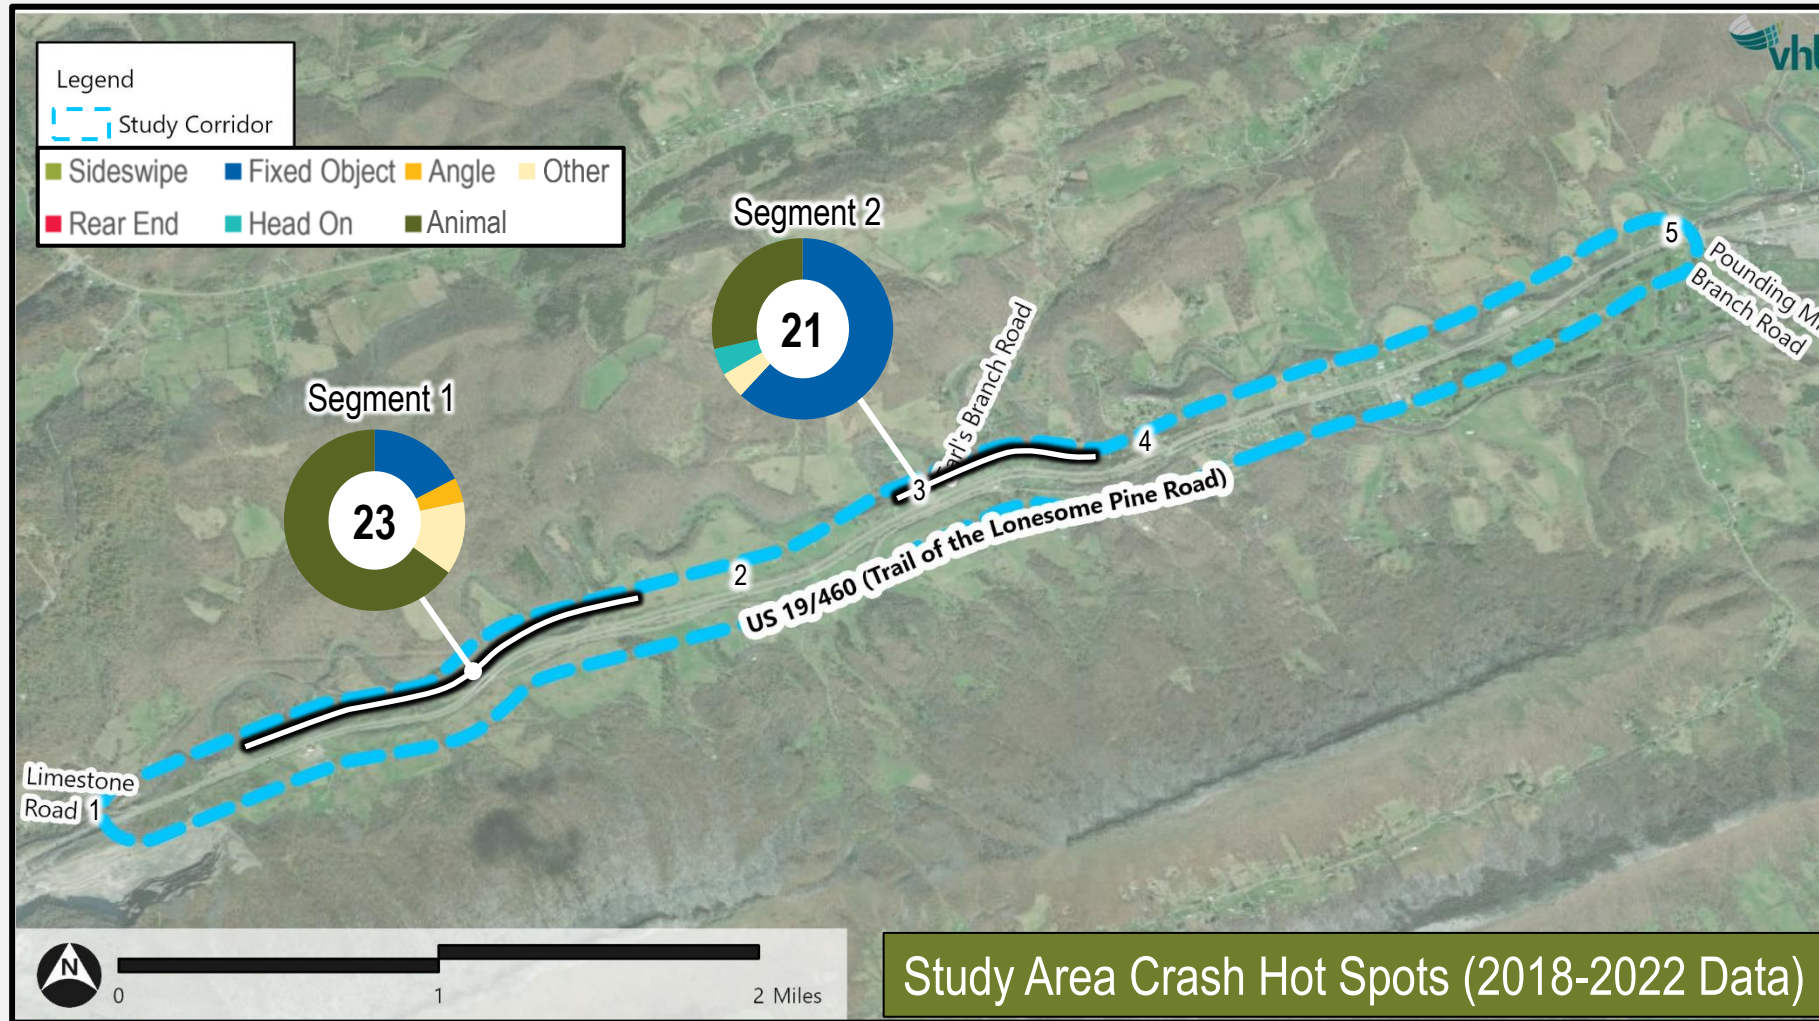 vhb
Legend
Study Corridor
Sideswipe Fixed Object Angle Other
Rear End Head On Animal
Segment 2
21
Segment 1
23
5
Pounding M
Branch Road
Branch Road
4
3
2
US 19/460 (Trail of the Lonesome Pine Road)
Limestone
Road 1
N
0 1 2 Miles
Study Area Crash Hot Spots (2018-2022 Data)